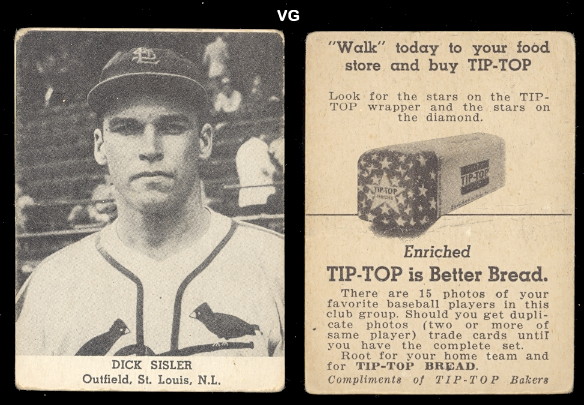 VG
DICK SISLER
Outfield, St. Louis, N.L.
"Walk" today to your food
store and buy TIP-TOP
Look for the stars on the TIP-
TOP wrapper and the stars on
the diamond.
TIP-TOP
TIP-TOP
Enriched
TIP-TOP is Better Bread.
There are 15 photos of your
favorite baseball players in this
club group. Should you get dupli-
cate photos (two or more of
same player) trade cards until
you have the complete set.
Root for your home team and
for TIP-TOP BREAD.
Compliments of TIP-TOP Bakers